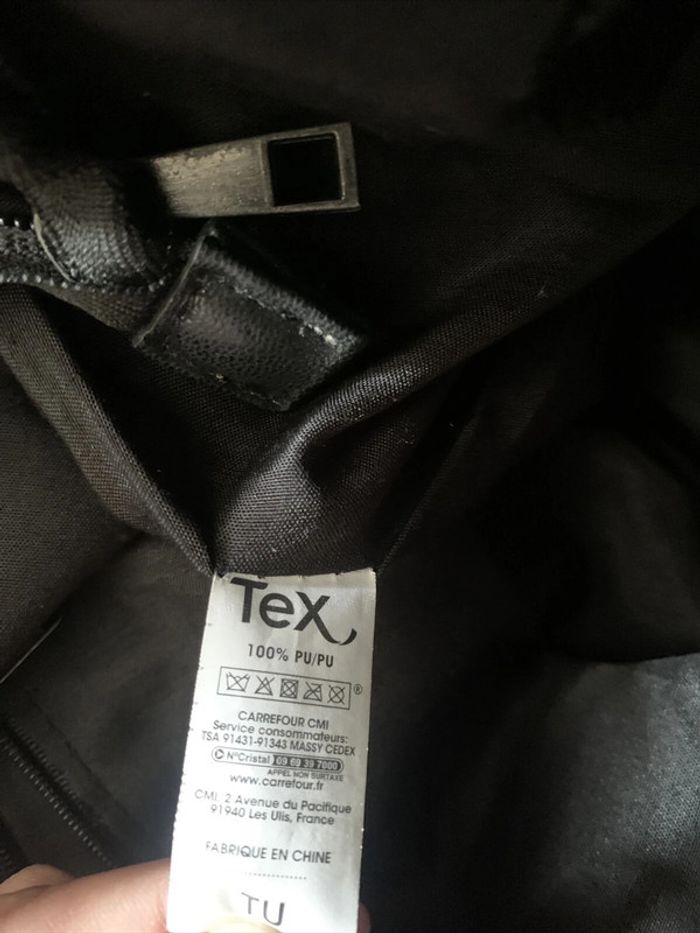 TeX
100% PU/PU
®
CARREFOUR CMI
Service consommateurs:
TSA 91431-91343 MASSY CEDEX
N°Cristal 09 69 39 7000
APPEL NON SURTAXE
www.carrefour.fr
CMI, 2 Avenue du Pacifique
91940 Les Ulis, France
FABRIQUE EN CHINE
TU